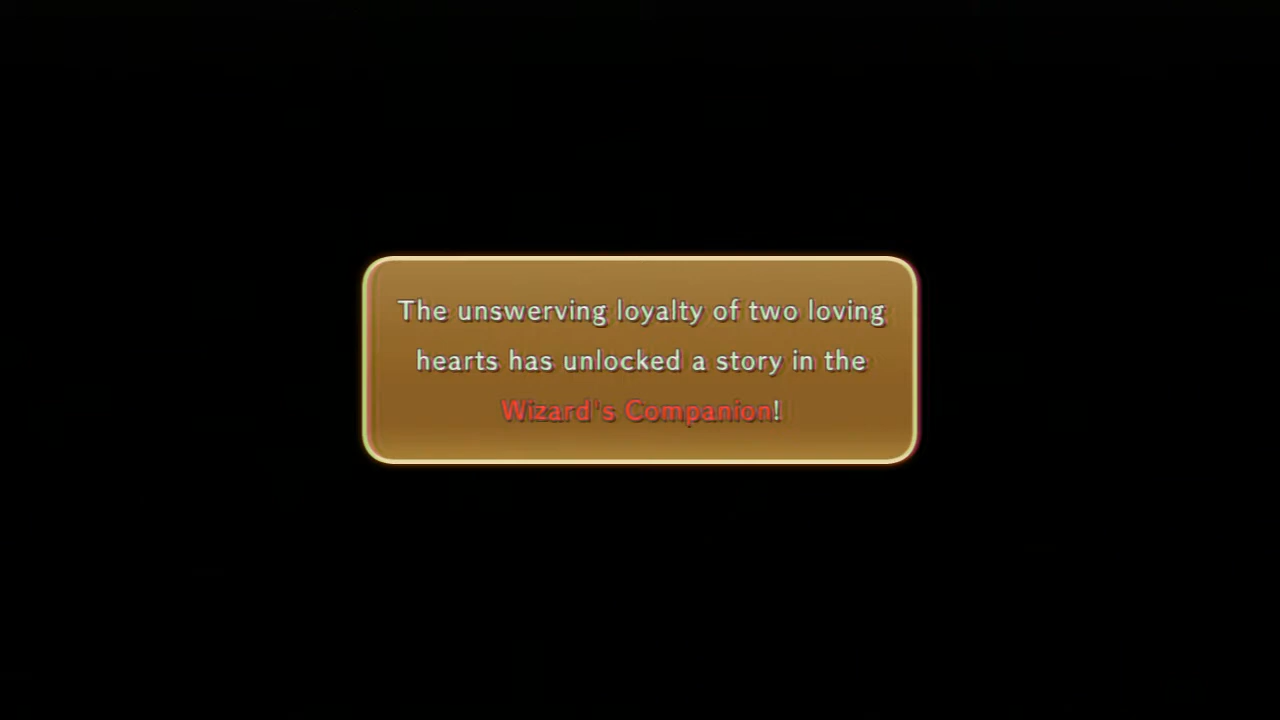 The unswerving loyalty of two loving
hearts has unlocked a story in the
Wizard's Companion!